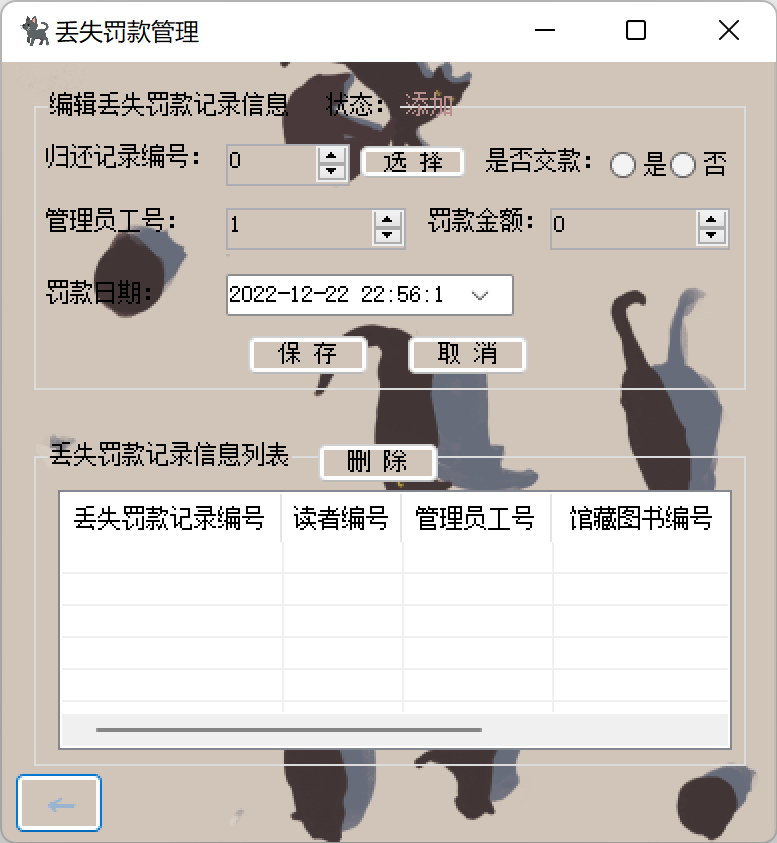 丢失罚款管理
编辑丢失罚款记录信息 状态： 添加
归还记录编号： 0 选 择 是否交款： 是 否
管理员工号： 1 罚款金额： 0
罚款日期： 2022-12-22 22:56:1
保 存 取 消
丢失罚款记录信息列表 删 除
丢失罚款记录编号 读者编号 管理员工号 馆藏图书编号